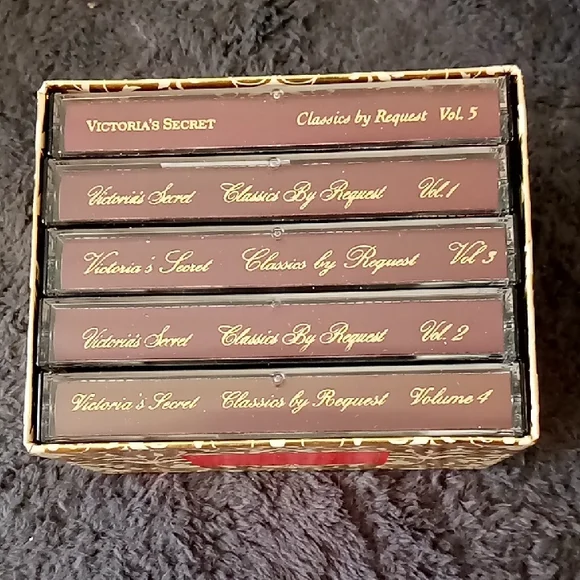 VICTORIA'S SECRET Classics by Request Vol. 5
Victoria's Secret Classics By Request Vol. 1
Victoria's Secret Classics by Request Vol 3
Victoria's Secret Classics By Request Vol. 2
Victoria's Secret Classics by Request Volume 4